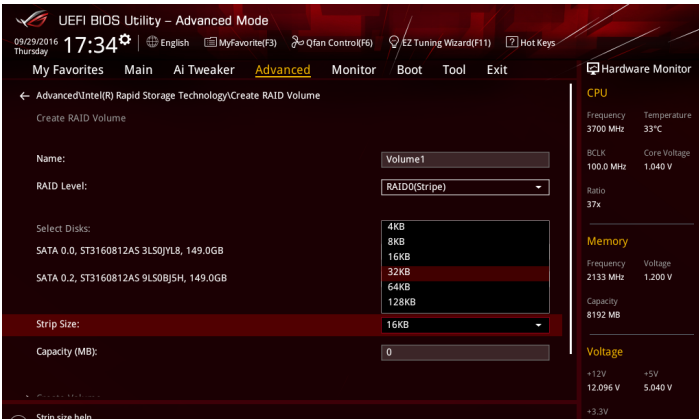 UEFI BIOS Utility – Advanced Mode
09/29/2016 Thursday 17:34 English MyFavorite(F3) Qfan Control(F6) EZ Tuning Wizard(F11) ? Hot Keys
My Favorites Main Ai Tweaker Advanced Monitor Boot Tool Exit
← Advanced\Intel(R) Rapid Storage Technology\Create RAID Volume
Create RAID Volume
Name: Volume1
RAID Level: RAID0(Stripe)
Select Disks:
SATA 0.0, ST3160812AS 3LS0JYL8, 149.0GB
SATA 0.2, ST3160812AS 9LS0BJ5H, 149.0GB
4KB
8KB
16KB
32KB
64KB
128KB
Strip Size: 16KB
Capacity (MB): 0
> Create Volume
Strip size help
Hardware Monitor
CPU
Frequency Temperature
3700 MHz 33°C
BCLK Core Voltage
100.0 MHz 1.040 V
Ratio
37x
Memory
Frequency Voltage
2133 MHz 1.200 V
Capacity
8192 MB
Voltage
+12V +5V
12.096 V 5.040 V
+3.3V